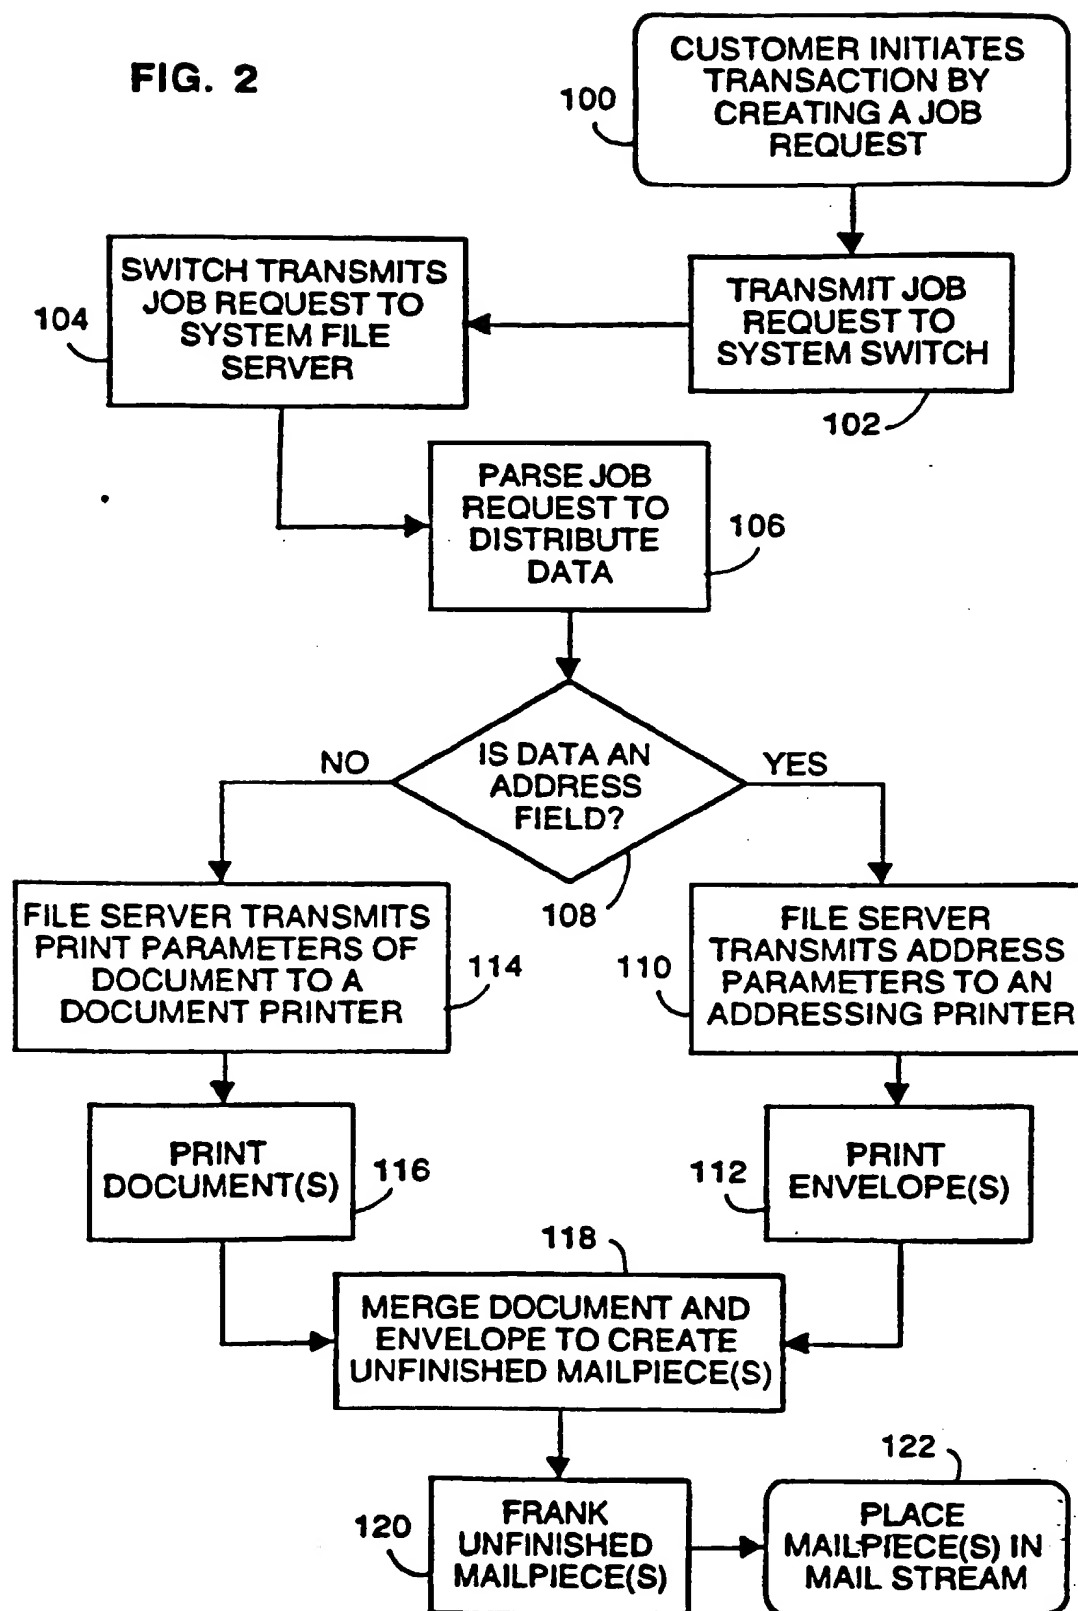 FIG. 2
CUSTOMER INITIATES
TRANSACTION BY
CREATING A JOB
REQUEST
100
TRANSMIT JOB
REQUEST TO
SYSTEM SWITCH
102
SWITCH TRANSMITS
JOB REQUEST TO
SYSTEM FILE
SERVER
104
PARSE JOB
REQUEST TO
DISTRIBUTE
DATA
106
IS DATA AN
ADDRESS
FIELD?
NO
YES
108
FILE SERVER TRANSMITS
PRINT PARAMETERS OF
DOCUMENT TO A
DOCUMENT PRINTER
114
FILE SERVER
TRANSMITS ADDRESS
PARAMETERS TO AN
ADDRESSING PRINTER
110
PRINT
DOCUMENT(S)
116
PRINT
ENVELOPE(S)
112
118
MERGE DOCUMENT AND
ENVELOPE TO CREATE
UNFINISHED MAILPIECE(S)
FRANK
UNFINISHED
MAILPIECE(S)
120
122
PLACE
MAILPIECE(S) IN
MAIL STREAM